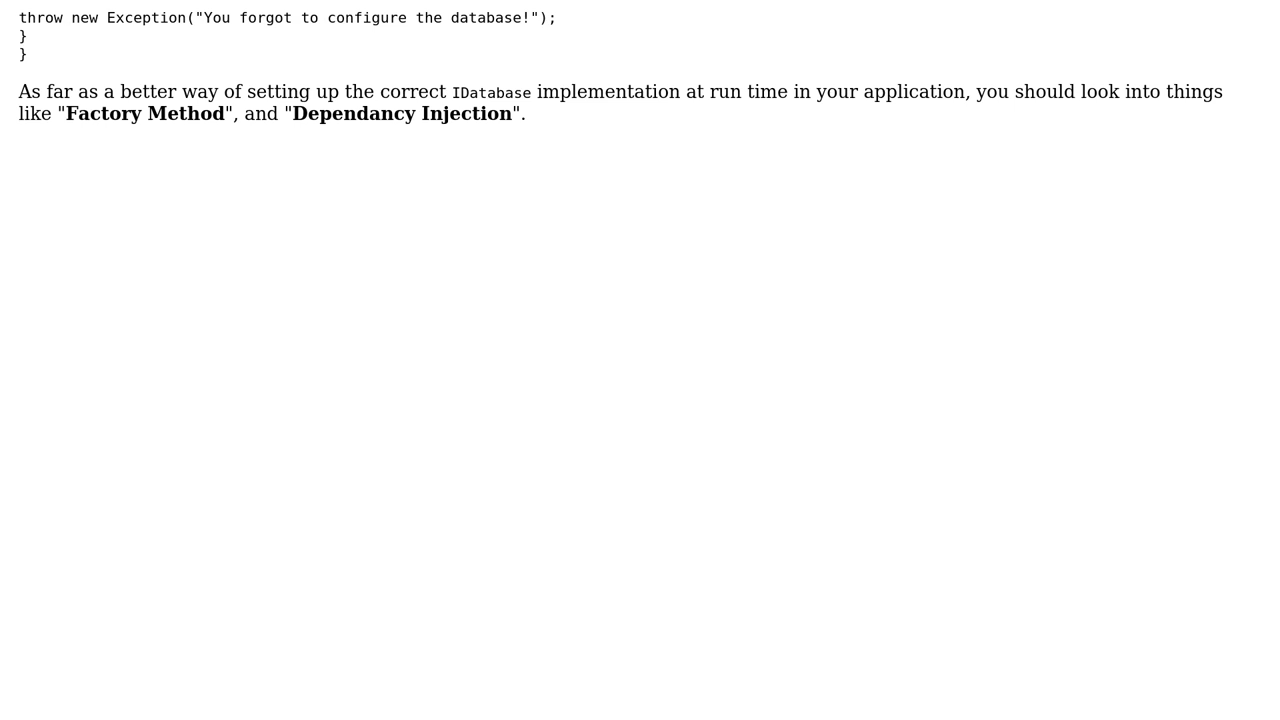 throw new Exception("You forgot to configure the database!");
}
}
As far as a better way of setting up the correct IDatabase implementation at run time in your application, you should look into things
like "Factory Method", and "Dependancy Injection".